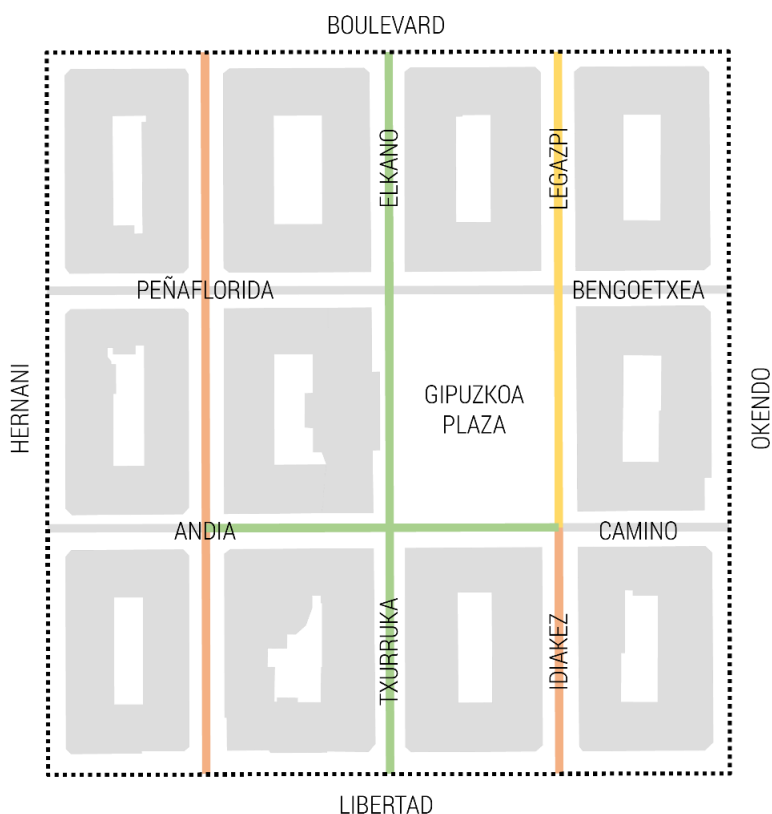 BOULEVARD
ELKANO
LEGAZPI
PEÑAFLORIDA
BENGOETXEA
HERNANI
GIPUZKOA
PLAZA
OKENDO
ANDIA
CAMINO
TXURRUKA
IDIAKEZ
LIBERTAD